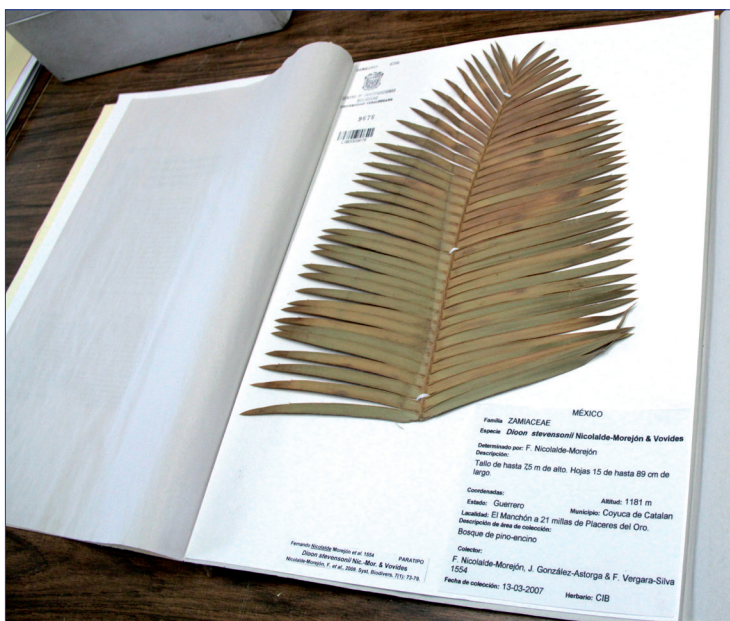 9676
MÉXICO
Familia ZAMIACEAE
Especie Dioon stevensonii Nicolalde-Morejón & Vovides
Determinado por: F. Nicolalde-Morejón
Descripción:
Tallo de hasta 7,5 m de alto. Hojas 15 de hasta 89 cm de
largo.
Coordenadas: Altitud: 1181 m
Estado: Guerrero Municipio: Coyuca de Catalan
Localidad: El Manchón a 21 millas de Placeres del Oro.
Descripción de área de colección:
Bosque de pino-encino
Colector:
F. Nicolalde-Morejón, J. González-Astorga & F. Vergara-Silva
1554
Fecha de colección: 13-03-2007 Herbario: CIB
Fernando Nicolalde Morejón et al. 1554 PARATIPO
Dioon stevensonii Nic.-Mor. & Vovides
Nicolalde-Morejón, F. et al., 2009. Syst. Biodivers. 7(1): 73-79.